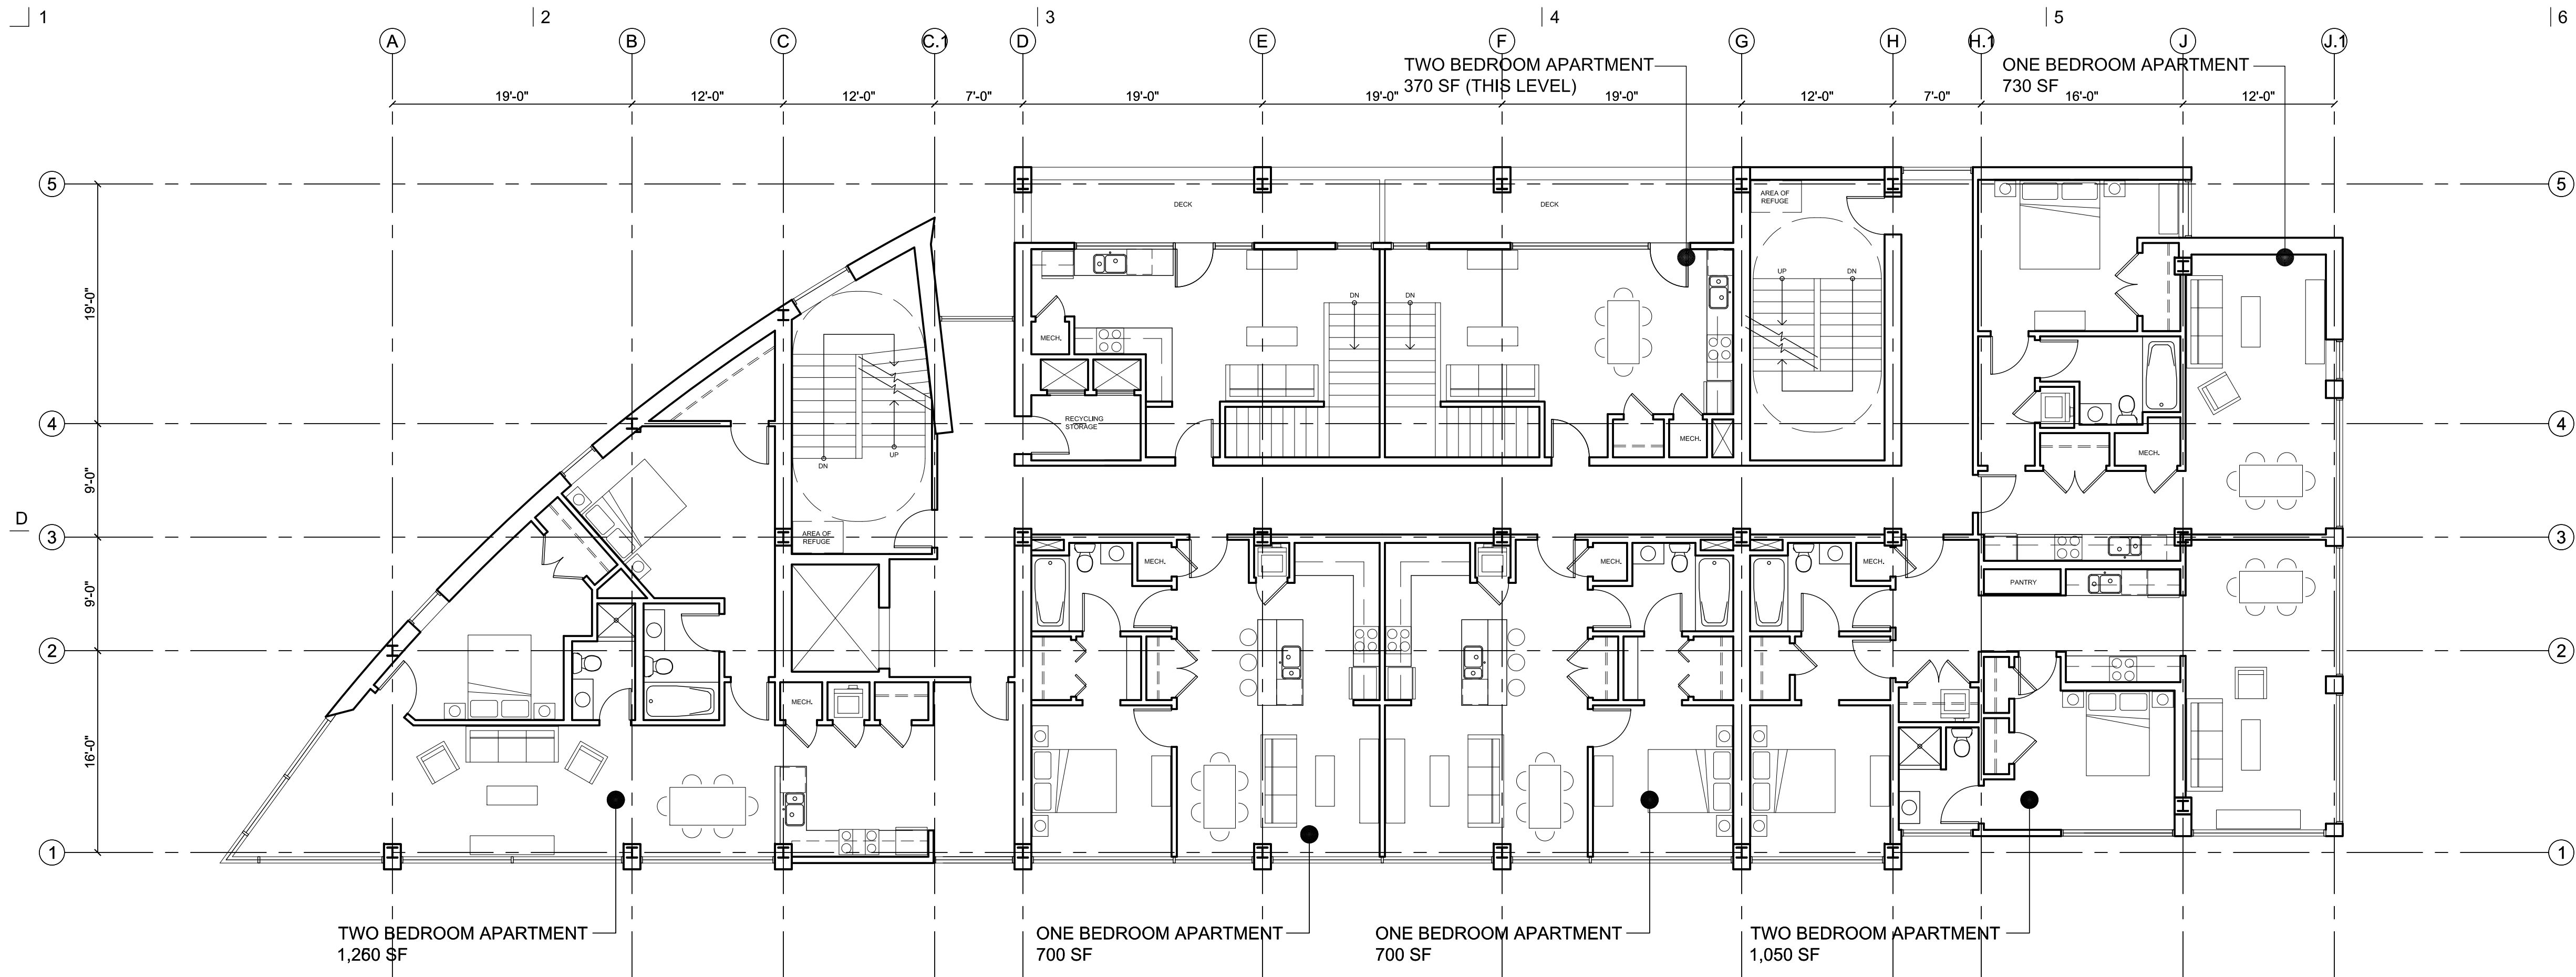 1
2
3
4
5
6
A
B
C
C.1
D
E
F
G
H
H.1
J
J.1
TWO BEDROOM APARTMENT
370 SF (THIS LEVEL)
ONE BEDROOM APARTMENT
730 SF
19'-0"
12'-0"
12'-0"
7'-0"
19'-0"
19'-0"
19'-0"
12'-0"
7'-0"
16'-0"
12'-0"
5
5
DECK
DECK
AREA OF
REFUGE
UP
DN
DN
DN
19'-0"
MECH.
4
RECYCLING
STORAGE
MECH.
MECH.
4
DN
UP
9'-0"
D
3
AREA OF
REFUGE
3
MECH.
MECH.
MECH.
PANTRY
9'-0"
2
2
MECH.
16'-0"
1
1
TWO BEDROOM APARTMENT
1,260 SF
ONE BEDROOM APARTMENT
700 SF
ONE BEDROOM APARTMENT
700 SF
TWO BEDROOM APARTMENT
1,050 SF